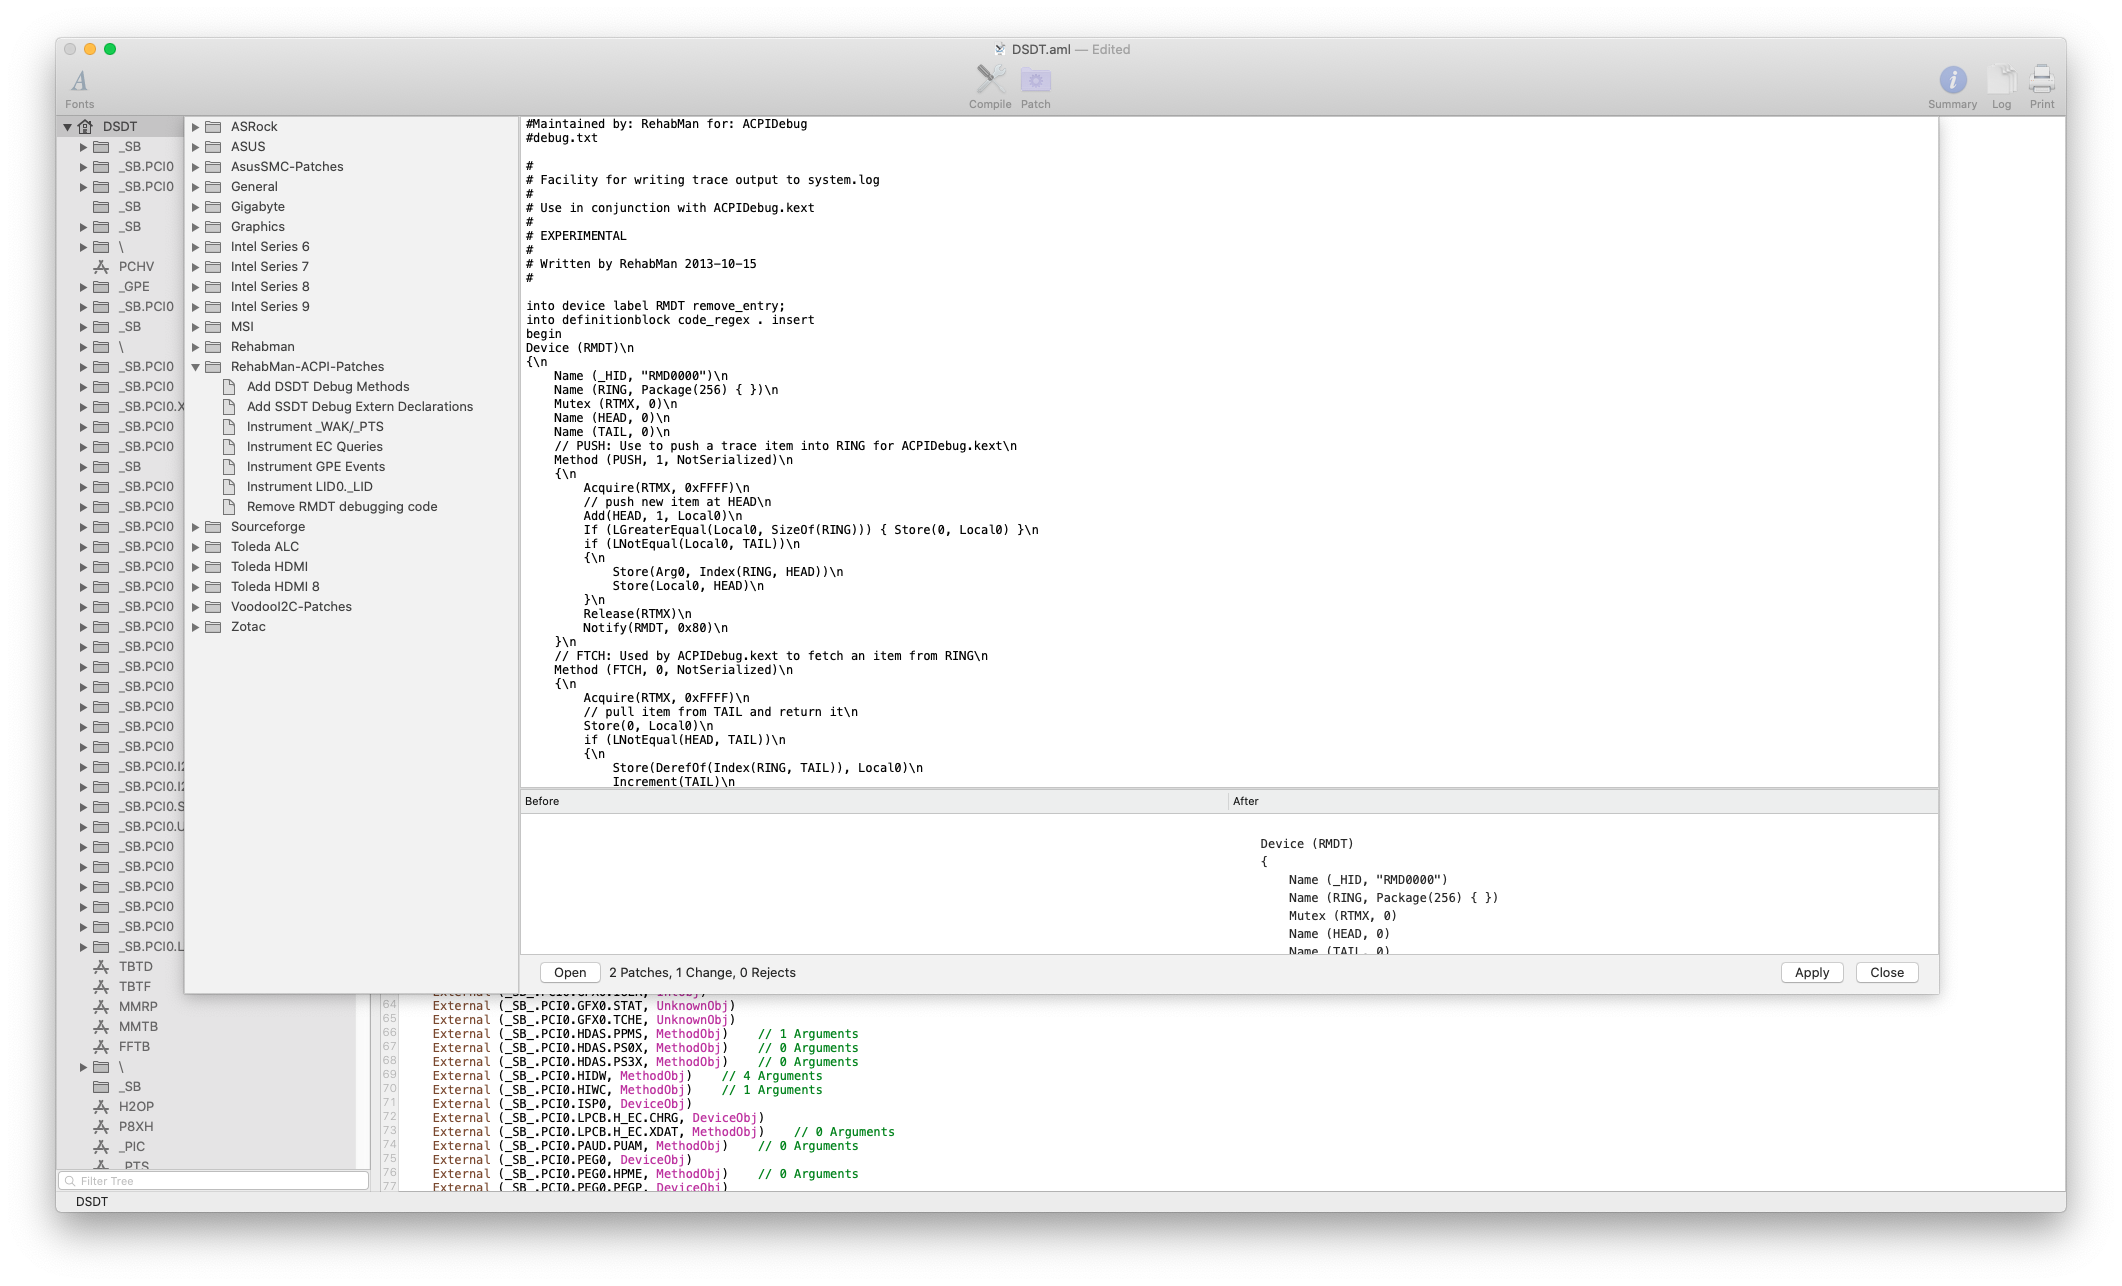 DSDT.aml — Edited
Fonts
Compile
Patch
Summary
Log
Print
DSDT
_SB
_SB.PCI0
_SB.PCI0
_SB
_SB
\
PCHV
_GPE
_SB.PCI0
_SB
\
_SB.PCI0
_SB.PCI0
_SB.PCI0.X
_SB.PCI0
_SB.PCI0
_SB
_SB.PCI0
_SB.PCI0
_SB.PCI0
_SB.PCI0
_SB.PCI0
_SB.PCI0
_SB.PCI0
_SB.PCI0
_SB.PCI0
_SB.PCI0
_SB.PCI0
_SB.PCI0
_SB.PCI0
_SB.PCI0
_SB.PCI0.I2
_SB.PCI0.I2
_SB.PCI0.S
_SB.PCI0.U
_SB.PCI0
_SB.PCI0
_SB.PCI0
_SB.PCI0
_SB.PCI0
_SB.PCI0.L
TBTD
TBTF
MMRP
MMTB
FFTB
\
_SB
H2OP
P8XH
_PIC
_PTS
Filter Tree
DSDT
ASRock
ASUS
AsusSMC-Patches
General
Gigabyte
Graphics
Intel Series 6
Intel Series 7
Intel Series 8
Intel Series 9
MSI
Rehabman
RehabMan-ACPI-Patches
Add DSDT Debug Methods
Add SSDT Debug Extern Declarations
Instrument _WAK/_PTS
Instrument EC Queries
Instrument GPE Events
Instrument LID0._LID
Remove RMDT debugging code
Sourceforge
Toleda ALC
Toleda HDMI
Toleda HDMI 8
VoodooI2C-Patches
Zotac
#Maintained by: RehabMan for: ACPIDebug
#debug.txt
#
# Facility for writing trace output to system.log
#
# Use in conjunction with ACPIDebug.kext
#
# EXPERIMENTAL
#
# Written by RehabMan 2013-10-15
#
into device label RMDT remove_entry;
into definitionblock code_regex . insert
begin
Device (RMDT)\n
{\n
Name (_HID, "RMD0000")\n
Name (RING, Package(256) { })\n
Mutex (RTMX, 0)\n
Name (HEAD, 0)\n
Name (TAIL, 0)\n
// PUSH: Use to push a trace item into RING for ACPIDebug.kext\n
Method (PUSH, 1, NotSerialized)\n
{\n
Acquire(RTMX, 0xFFFF)\n
// push new item at HEAD\n
Add(HEAD, 1, Local0)\n
If (LGreaterEqual(Local0, SizeOf(RING))) { Store(0, Local0) }\n
if (LNotEqual(Local0, TAIL))\n
{\n
Store(Arg0, Index(RING, HEAD))\n
Store(Local0, HEAD)\n
}\n
Release(RTMX)\n
Notify(RMDT, 0x80)\n
}\n
// FTCH: Used by ACPIDebug.kext to fetch an item from RING\n
Method (FTCH, 0, NotSerialized)\n
{\n
Acquire(RTMX, 0xFFFF)\n
// pull item from TAIL and return it\n
Store(0, Local0)\n
if (LNotEqual(HEAD, TAIL))\n
{\n
Store(DerefOf(Index(RING, TAIL)), Local0)\n
Increment(TAIL)\n
Before
After
Device (RMDT)
{
Name (_HID, "RMD0000")
Name (RING, Package(256) { })
Mutex (RTMX, 0)
Name (HEAD, 0)
Name (TAIL, 0)
Open
2 Patches, 1 Change, 0 Rejects
Apply
Close
64 External (_SB_.PCI0.GFX0.STAT, UnknownObj)
65 External (_SB_.PCI0.GFX0.TCHE, UnknownObj)
66 External (_SB_.PCI0.HDAS.PPMS, MethodObj) // 1 Arguments
67 External (_SB_.PCI0.HDAS.PS0X, MethodObj) // 0 Arguments
68 External (_SB_.PCI0.HDAS.PS3X, MethodObj) // 0 Arguments
69 External (_SB_.PCI0.HIDW, MethodObj) // 4 Arguments
70 External (_SB_.PCI0.HIWC, MethodObj) // 1 Arguments
71 External (_SB_.PCI0.ISP0, DeviceObj)
72 External (_SB_.PCI0.LPCB.H_EC.CHRG, DeviceObj)
73 External (_SB_.PCI0.LPCB.H_EC.XDAT, MethodObj) // 0 Arguments
74 External (_SB_.PCI0.PAUD.PUAM, MethodObj) // 0 Arguments
75 External (_SB_.PCI0.PEG0, DeviceObj)
76 External (_SB_.PCI0.PEG0.HPME, MethodObj) // 0 Arguments
77 External (_SB_.PCI0.PEG0.PEGP, DeviceObj)